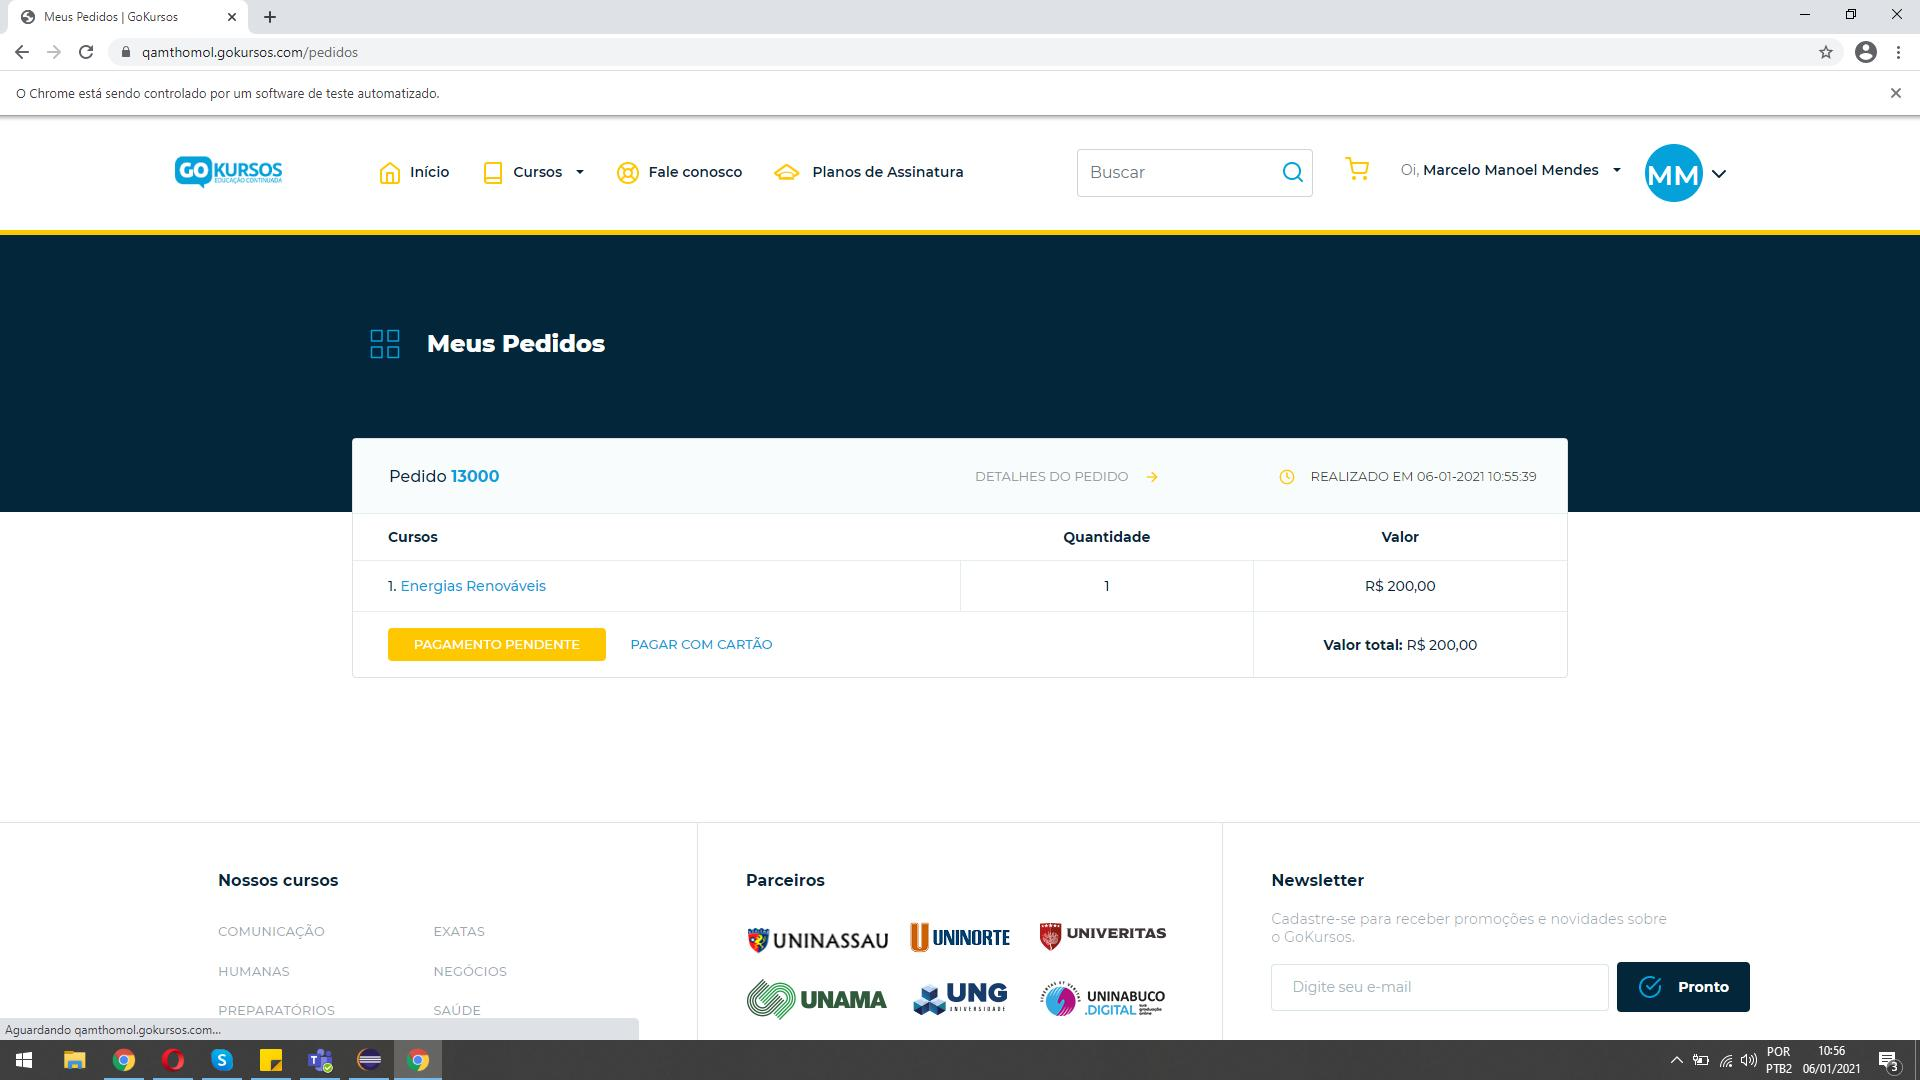 Meus Pedidos | GoKursos
qamthomol.gokursos.com/pedidos
O Chrome está sendo controlado por um software de teste automatizado.
GOKURSOS
EDUCAÇÃO CONTINUADA
Início
Cursos
Fale conosco
Planos de Assinatura
Buscar
Oi, Marcelo Manoel Mendes
MM
Meus Pedidos
Pedido 13000
DETALHES DO PEDIDO
REALIZADO EM 06-01-2021 10:55:39
Cursos Quantidade Valor
1. Energias Renováveis 1 R$ 200,00
PAGAMENTO PENDENTE PAGAR COM CARTÃO Valor total: R$ 200,00
Nossos cursos
COMUNICAÇÃO EXATAS
HUMANAS NEGÓCIOS
PREPARATÓRIOS SAÚDE
Parceiros
UNINASSAU UNINORTE UNIVERITAS
UNAMA UNG UNINABUCO
UNIVERSIDADE .DIGITAL
Newsletter
Cadastre-se para receber promoções e novidades sobre
o GoKursos.
Digite seu e-mail Pronto
Aguardando qamthomol.gokursos.com...
POR 10:56
PTB2 06/01/2021
3